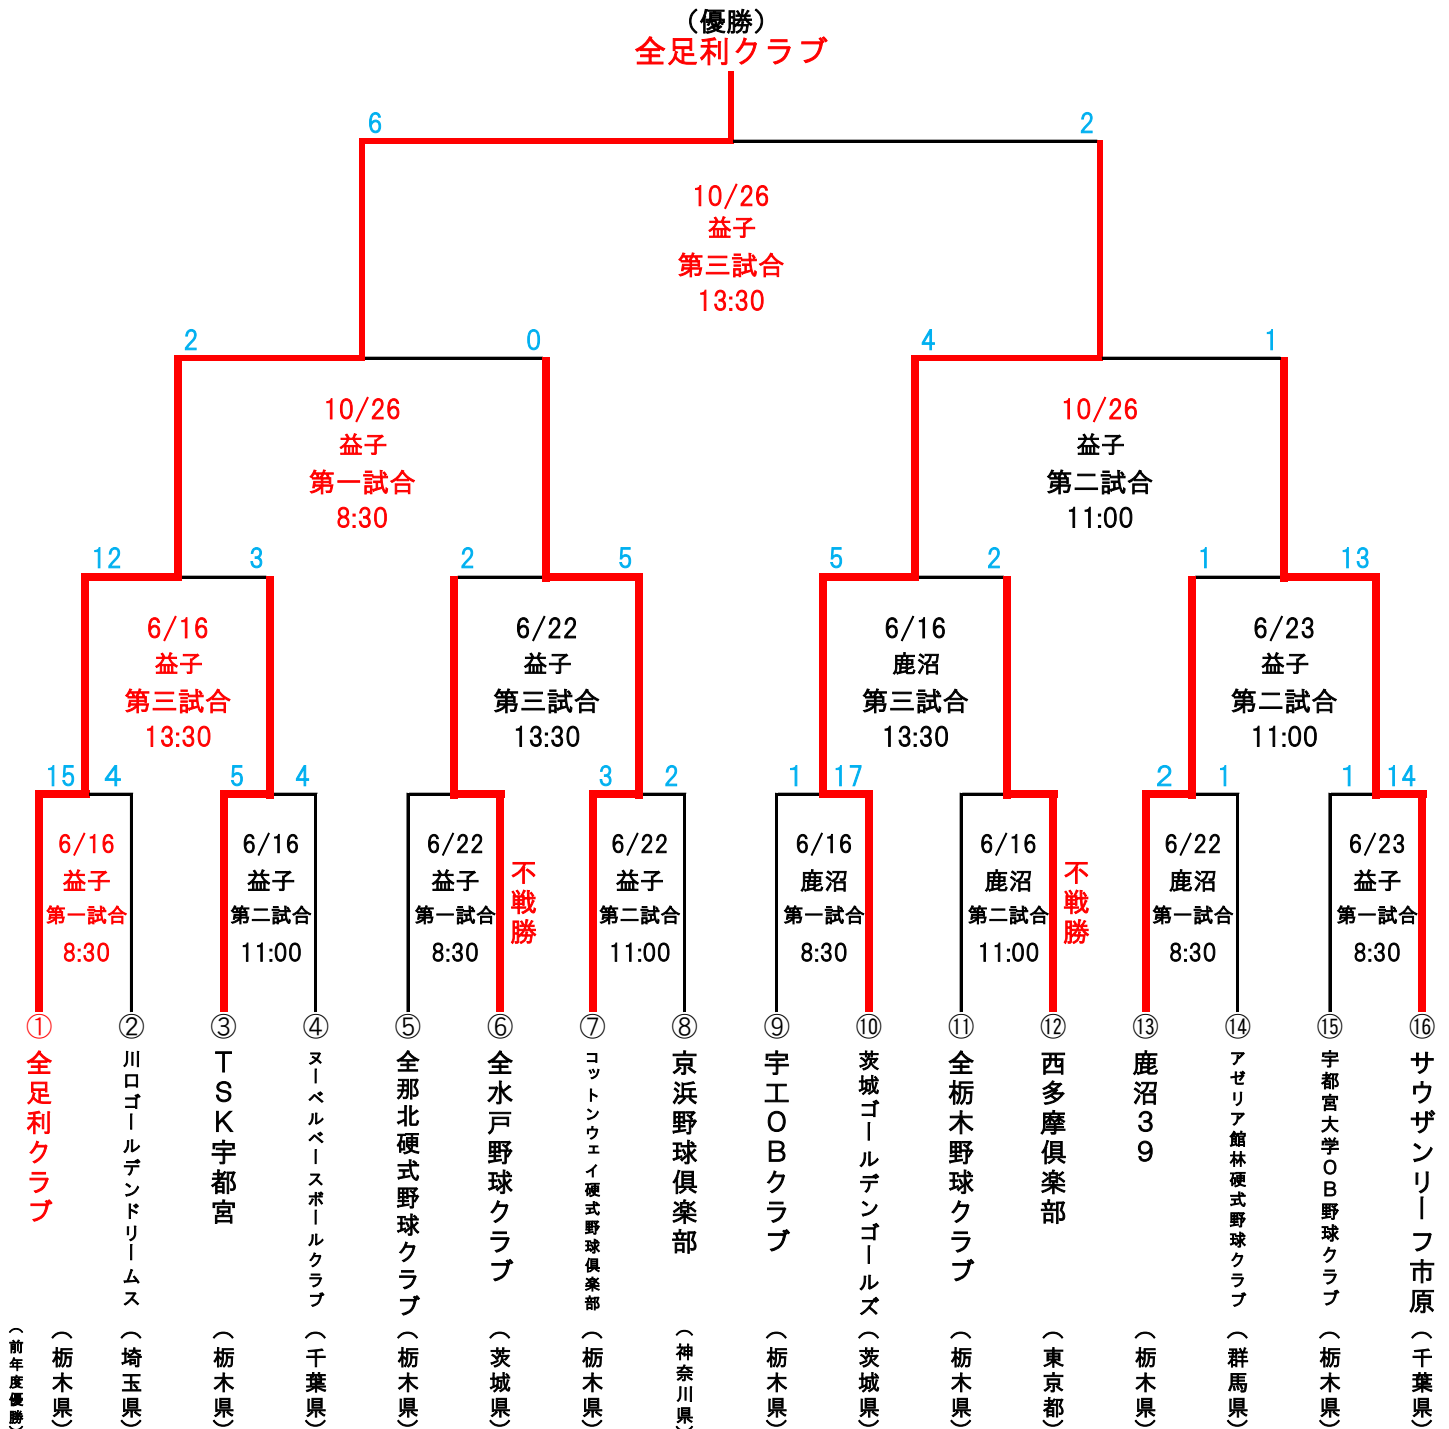 （優勝）
全足利クラブ
6
2
10/26
益子
第三試合
13:30
2
0
4
1
10/26
益子
第一試合
8:30
10/26
益子
第二試合
11:00
12
3
2
5
5
2
1
13
6/16
益子
第三試合
13:30
6/22
益子
第三試合
13:30
6/16
鹿沼
第三試合
13:30
6/23
益子
第二試合
11:00
15
4
5
4
3
2
1
17
2
1
1
14
6/16
益子
第一試合
8:30
6/16
益子
第二試合
11:00
6/22
益子
第一試合
8:30
不戦勝
6/22
益子
第二試合
11:00
6/16
鹿沼
第一試合
8:30
6/16
鹿沼
第二試合
11:00
不戦勝
6/22
鹿沼
第一試合
8:30
6/23
益子
第一試合
8:30
①
全足利クラブ
（栃木県）
（前年度優勝）
②
川口ゴールデンドリームス
（埼玉県）
③
TSK宇都宮
（栃木県）
④
ヌーベルベースボールクラブ
（千葉県）
⑤
全那北硬式野球クラブ
（栃木県）
⑥
全水戸野球クラブ
（茨城県）
⑦
コットンウェイ硬式野球倶楽部
（栃木県）
⑧
京浜野球倶楽部
（神奈川県）
⑨
宇工OBクラブ
（栃木県）
⑩
茨城ゴールデンゴールズ
（茨城県）
⑪
全栃木野球クラブ
（栃木県）
⑫
西多摩倶楽部
（東京都）
⑬
鹿沼39
（栃木県）
⑭
アゼリア館林硬式野球クラブ
（群馬県）
⑮
宇都宮大学OB野球クラブ
（栃木県）
⑯
サウザンリーフ市原
（千葉県）